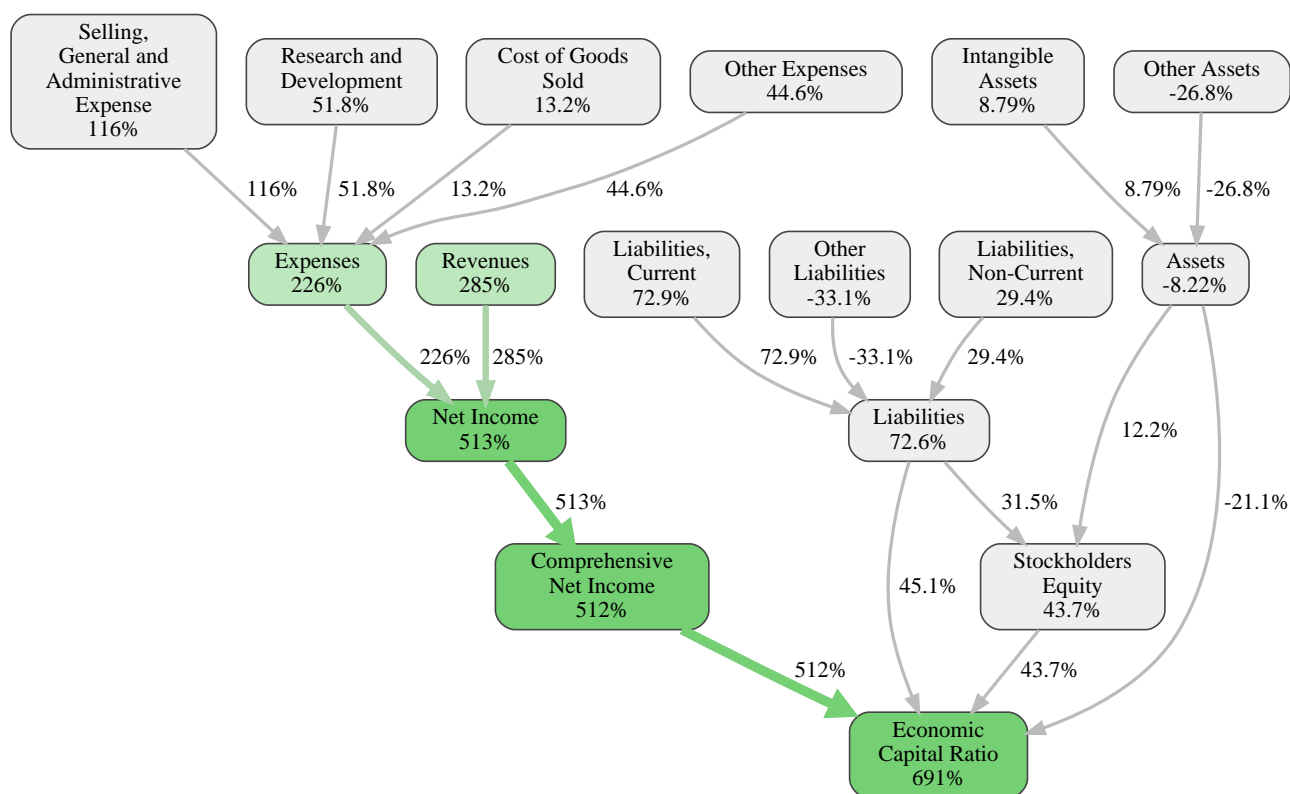 Selling,
General and
Administrative
Expense
116%
Research and
Development
51.8%
Cost of Goods
Sold
13.2%
Other Expenses
44.6%
Intangible
Assets
8.79%
Other Assets
-26.8%
116%
51.8%
13.2%
44.6%
8.79%
-26.8%
Expenses
226%
Revenues
285%
Liabilities,
Current
72.9%
Other
Liabilities
-33.1%
Liabilities,
Non-Current
29.4%
Assets
-8.22%
226%
285%
72.9%
-33.1%
29.4%
Net Income
513%
Liabilities
72.6%
12.2%
513%
31.5%
-21.1%
Comprehensive
Net Income
512%
45.1%
Stockholders
Equity
43.7%
512%
43.7%
Economic
Capital Ratio
691%